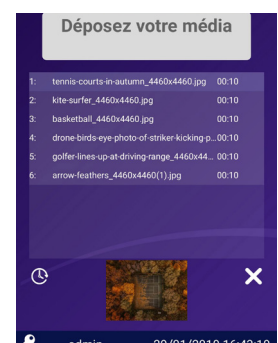 Déposez votre média
1: tennis-courts-in-autumn_4460x4460.jpg 00:10
2: kite-surfer_4460x4460.jpg 00:10
3: basketball_4460x4460.jpg 00:10
4: drone-birds-eye-photo-of-striker-kicking-p... 00:10
5: golfer-lines-up-at-driving-range_4460x44... 00:10
6: arrow-feathers_4460x4460(1).jpg 00:10
admin